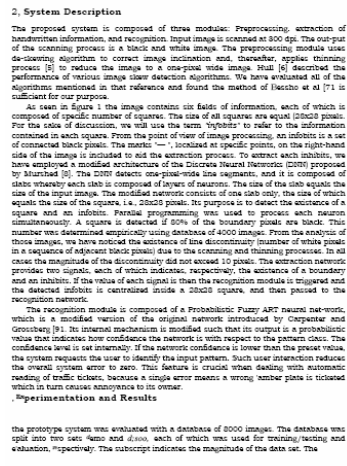 2, System Description
The proposed system is composed of three modules: Preprocessing, extraction of
handwritten information, and recognition. Input image is scanned at 300 dpi. The out-put
of the scanning process is a black and white image. The preprocessing module uses
de-skewing algorithm to correct image inclination and, thereafter, applies thinning
process [5] to reduce the image to a one-pixel wide image. Hull [6] described the
performance of various image skew detection algorithms. We have evaluated all of the
algorithms mentioned in that reference and found the method of Bessho et al [71 is
sufficient for our purpose.
As seen in figure 1 the image contains six fields of information, each of which is
composed of specific number of squares. The size of all squares are equal (28x28 pixels).
For the sake of discussion, we will use the term "infobits" to refer to the information
contained in each square. From the point of view of image processing, an infobits is a set
of connected black pixels. The marks "— ", localized at specific points, on the right-hand
side of the image is included to aid the extraction process. To extract each infobits, we
have employed a modified architecture of the Discrete Neural Networks (DNN) proposed
by Murshed [8]. The DNN detects one-pixel-wide line segments, and it is composed of
slabs whereby each slab is composed of layers of neurons. The size of the slab equals the
size of the input image. The modified network consists of one slab only, the size of which
equals the size of the square, i.e., 28x28 pixels. Its purpose is to detect the existence of a
square and an infobits. Parallel programming was used to process each neuron
simultaneously. A square is detected if 80% of the boundary pixels are black. This
number was determined empirically using database of 4000 images. From the analysis of
those images, we have noticed the existence of line discontinuity (number of white pixels
in a sequence of adjacent black pixels) due to the scanning and thinning processes. In all
cases the magnitude of the discontinuity did not exceed 10 pixels. The extraction network
provides two signals, each of which indicates, respectively, the existence of a boundary
and an infobits. If the value of each signal is then the recognition module is triggered and
the detected infobits is centralized inside a 28x28 square, and then passed to the
recognition network.
The recognition module is composed of a Probabilistic Fuzzy ART neural net-work,
which is a modified version of the original network introduced by Carpenter and
Grossberg [91. Its internal mechanism is modified such that its output is a probabilistic
value that indicates how confidence the network is with respect to the pattern class. The
confidence level is set internally. If the network confidence is lower than the preset value,
the system requests the user to identify the input pattern. Such user interaction reduces
the overall system error to zero. This feature is crucial when dealing with automatic
reading of traffic tickets, because a single error means a wrong 'amber plate is ticketed
which in turn causes annoyance to its owner.
perimentation and Results
the prototype system was evaluated with a database of 8000 images. The database was
split into two sets each of which was used for training/testing and
spectively. The subscript indicates the magnitude of the data set. The